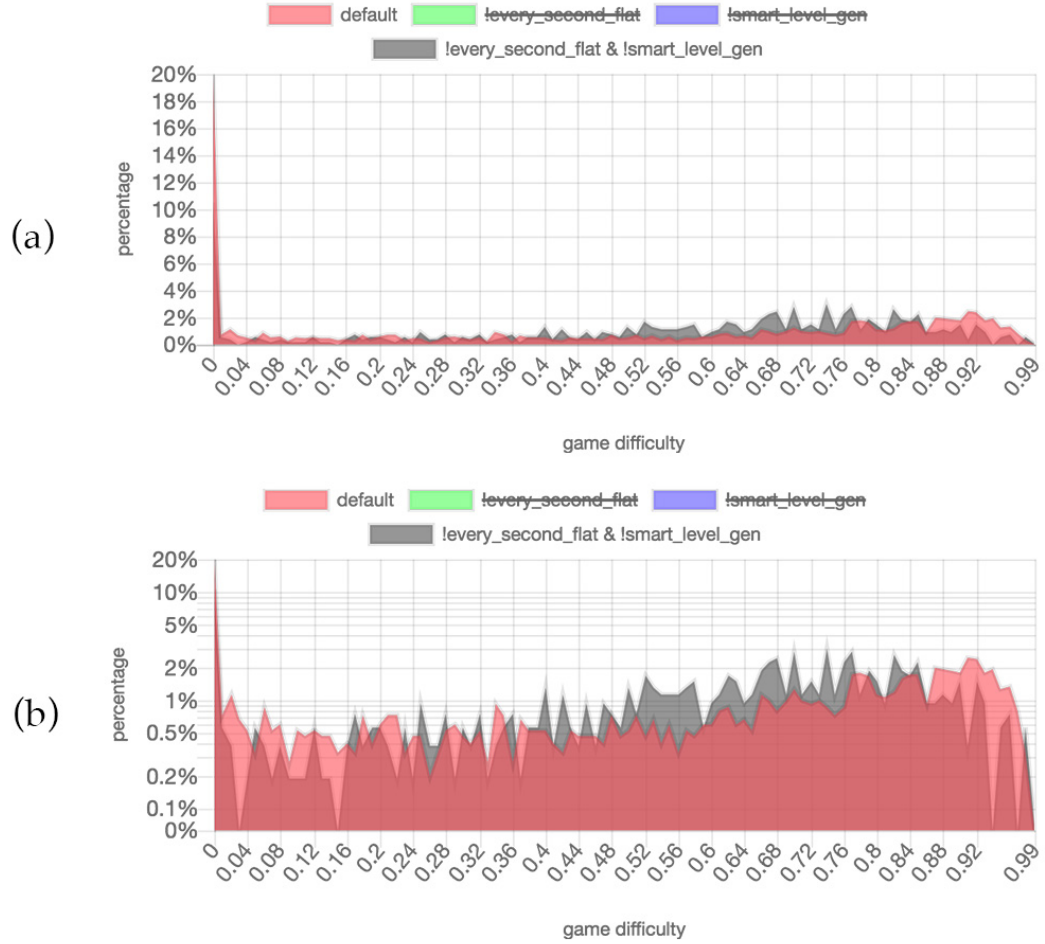 default !every_second_flat !smart_level_gen
!every_second_flat & !smart_level_gen
20%
18%
16%
14%
12%
10%
8%
6%
4%
2%
0%
percentage
(a)
0 0.04 0.08 0.12 0.16 0.2 0.24 0.28 0.32 0.36 0.4 0.44 0.48 0.52 0.56 0.6 0.64 0.68 0.72 0.76 0.8 0.84 0.88 0.92 0.99
game difficulty
default !every_second_flat !smart_level_gen
!every_second_flat & !smart_level_gen
20%
10%
5%
2%
1%
0.5%
0.2%
0.1%
0%
percentage
(b)
0 0.04 0.08 0.12 0.16 0.2 0.24 0.28 0.32 0.36 0.4 0.44 0.48 0.52 0.56 0.6 0.64 0.68 0.72 0.76 0.8 0.84 0.88 0.92 0.99
game difficulty